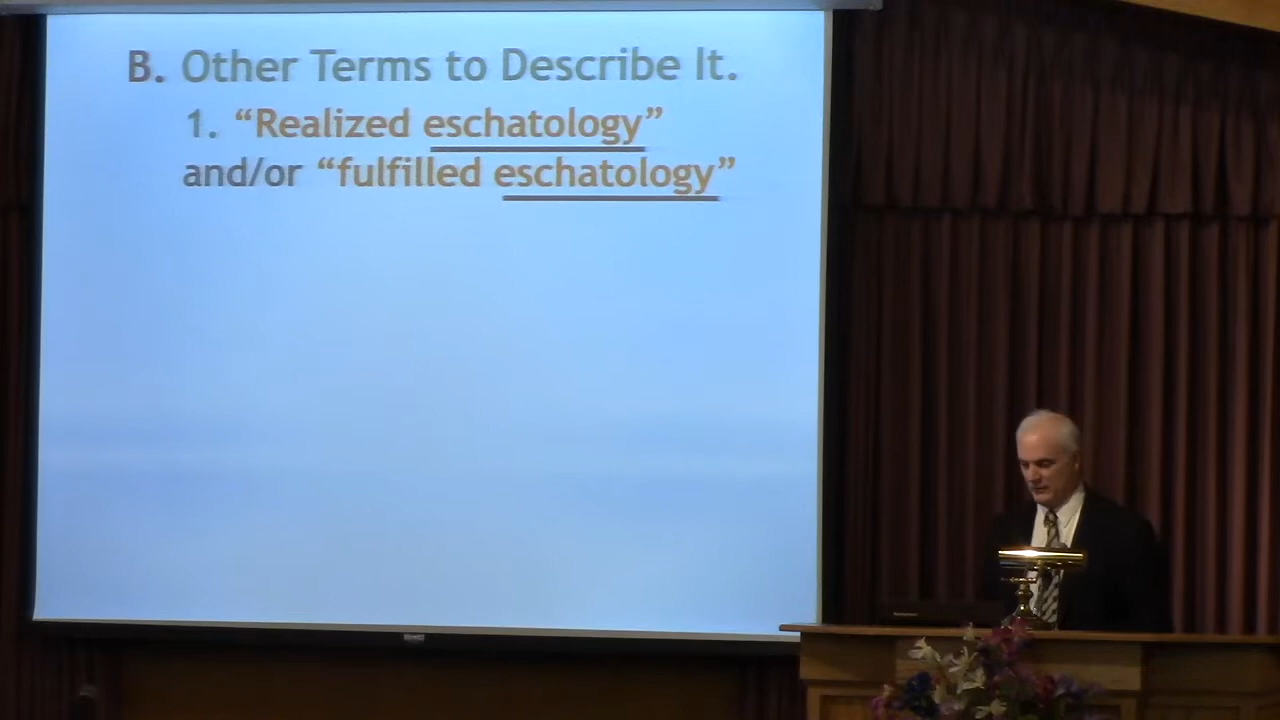 B. Other Terms to Describe It.
1. “Realized eschatology”
and/or “fulfilled eschatology”